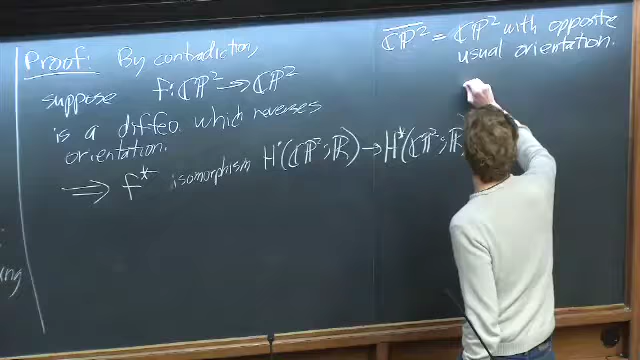 Proof: By contradiction,
suppose f: ℂℙ² → ℂℙ²
is a diffeo. which reverses
orientation.
⟹ f* isomorphism H*(ℂℙ²; ℝ) → H*(ℂℙ²; ℝ
\overline{ℂℙ²} = ℂℙ² with opposite
usual orientation.